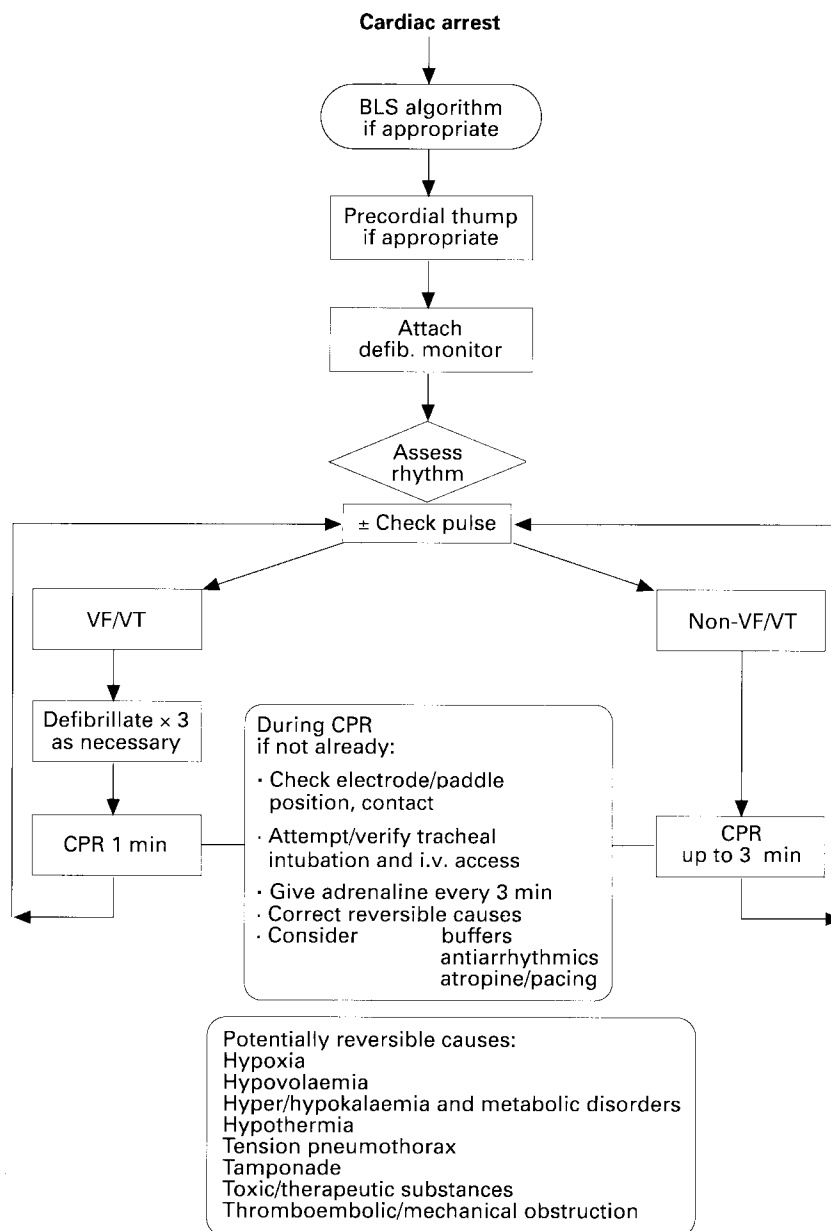 Cardiac arrest
BLS algorithm
if appropriate
Precordial thump
if appropriate
Attach
defib. monitor
Assess
rhythm
± Check pulse
VF/VT
Non-VF/VT
Defibrillate × 3
as necessary
CPR 1 min
During CPR
if not already:
· Check electrode/paddle
position, contact
· Attempt/verify tracheal
intubation and i.v. access
· Give adrenaline every 3 min
· Correct reversible causes
· Consider buffers
antiarrhythmics
atropine/pacing
CPR
up to 3 min
Potentially reversible causes:
Hypoxia
Hypovolaemia
Hyper/hypokalaemia and metabolic disorders
Hypothermia
Tension pneumothorax
Tamponade
Toxic/therapeutic substances
Thromboembolic/mechanical obstruction